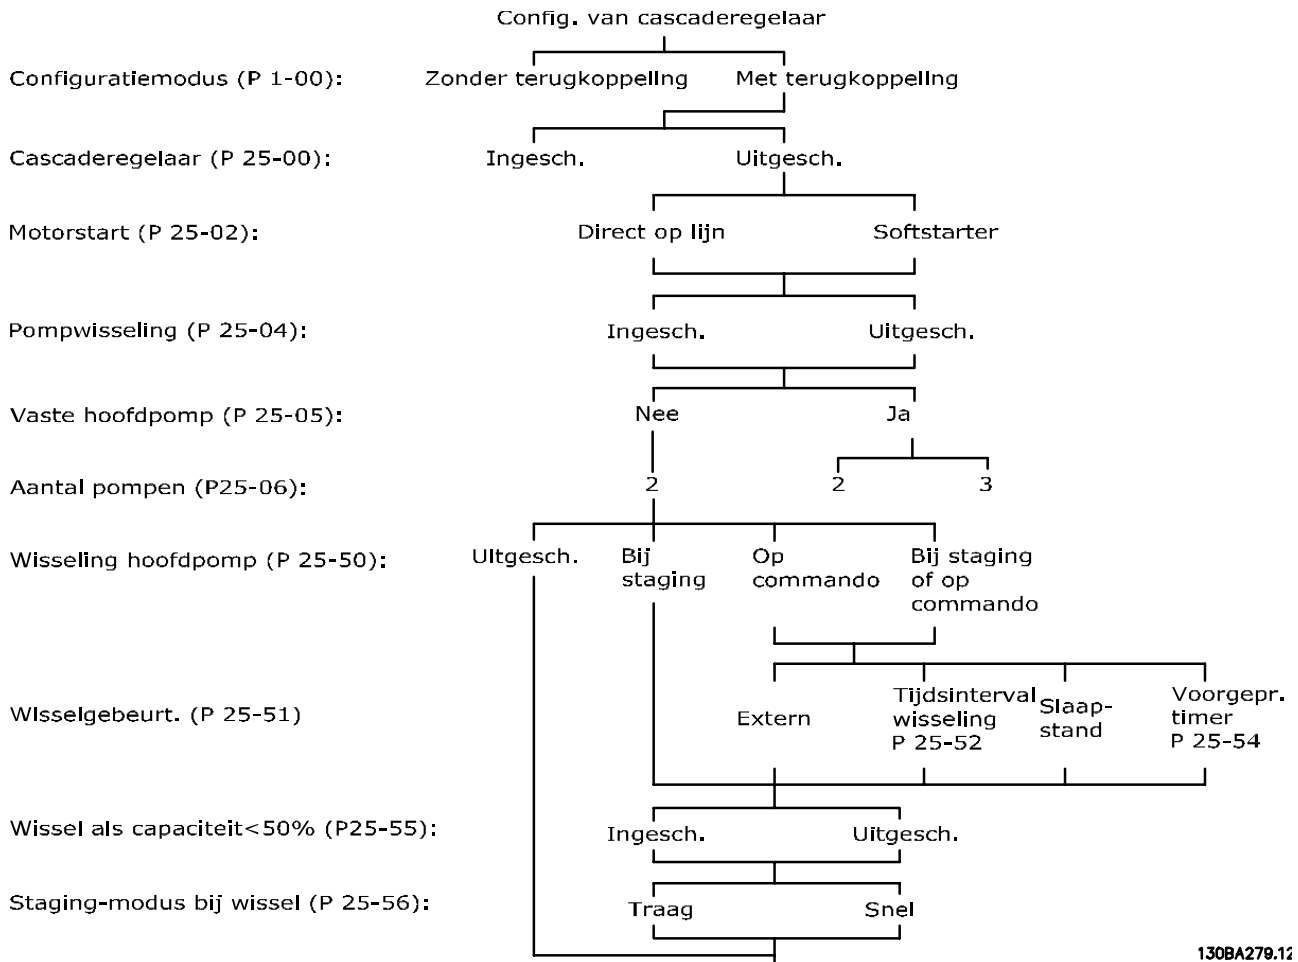 Config. van cascaderegelaar
Configuratiemodus (P 1-00): Zonder terugkoppelIng Met terugkoppelIng
Cascaderegelaar (P 25-00): Ingesch. Uitgesch.
Motorstart (P 25-02): Direct op lijn Softstarter
Pompwisseling (P 25-04): Ingesch. Uitgesch.
Vaste hoofdpomp (P 25-05): Nee Ja
Aantal pompen (P25-06): 2 2 3
Wisseling hoofdpomp (P 25-50): UItgesch. Bij staging Op commando Bij staging of op commando
WIsselgebeurt. (P 25-51) Extern Tijdsinterval wisseling P 25-52 Slaap-stand Voorgepr. timer P 25-54
Wissel als capaciteit<50% (P25-55): Ingesch. Uitgesch.
Staging-modus bij wissel (P 25-56): Traag Snel
130BA279.12